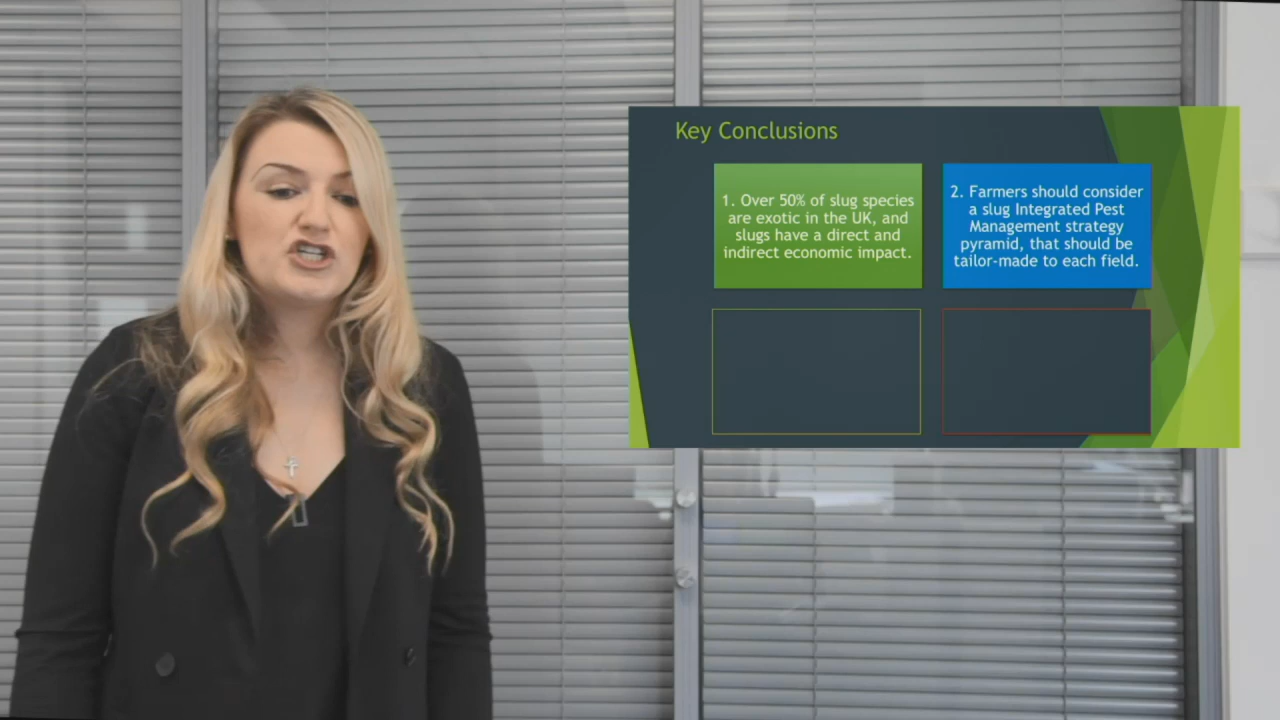 Key Conclusions
1. Over 50% of slug species
are exotic in the UK, and
slugs have a direct and
indirect economic impact.
2. Farmers should consider
a slug Integrated Pest
Management strategy
pyramid, that should be
tailor-made to each field.